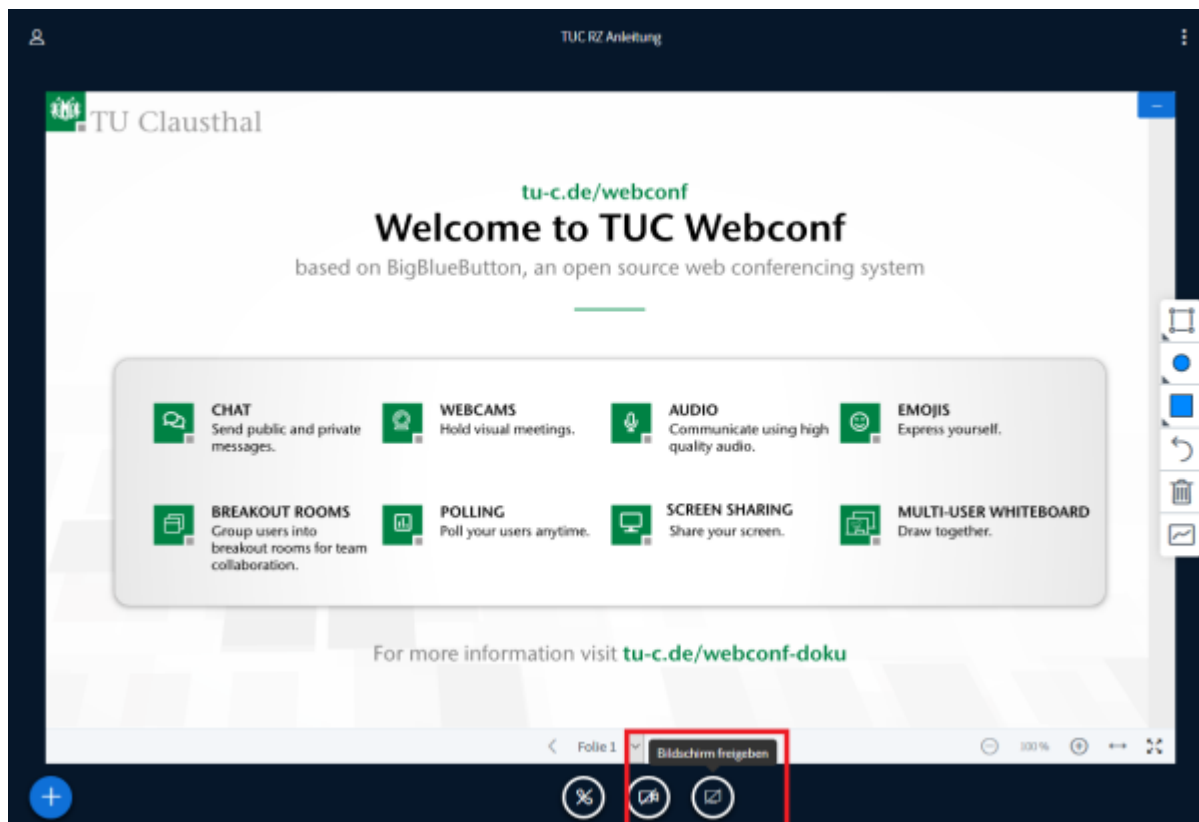 TUC RZ Anleitung
TU Clausthal
tu-c.de/webconf
Welcome to TUC Webconf
based on BigBlueButton, an open source web conferencing system
CHAT
Send public and private
messages.
WEBCAMS
Hold visual meetings.
AUDIO
Communicate using high
quality audio.
EMOJIS
Express yourself.
BREAKOUT ROOMS
Group users into
breakout rooms for team
collaboration.
POLLING
Poll your users anytime.
SCREEN SHARING
Share your screen.
MULTI-USER WHITEBOARD
Draw together.
For more information visit tu-c.de/webconf-doku
Folie 1
Bildschirm freigeben
100 %